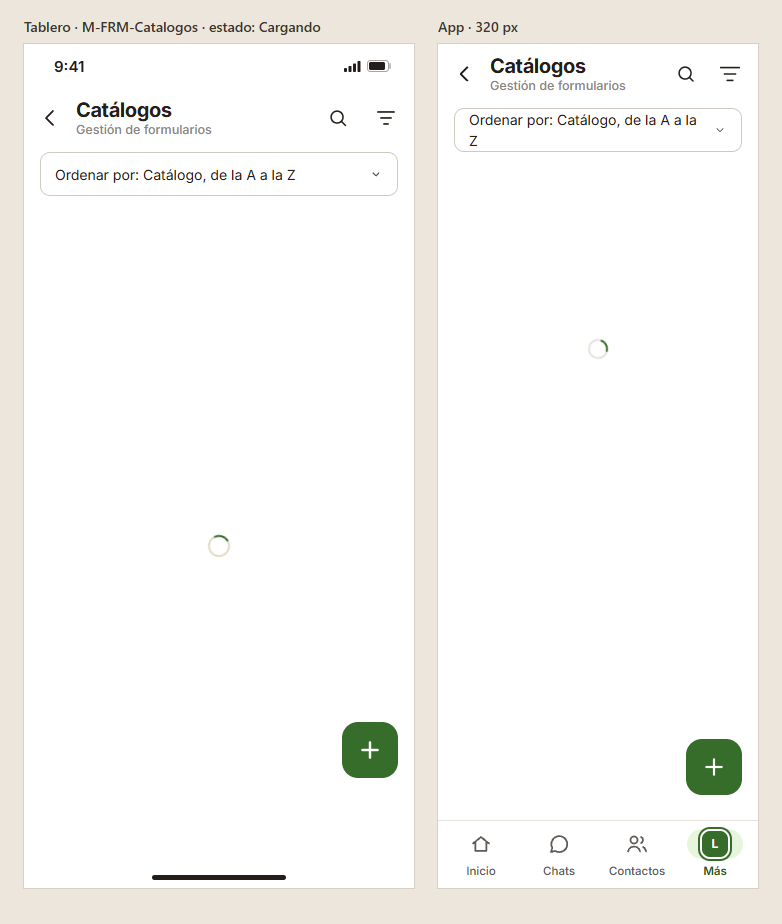 Tablero · M-FRM-Catalogos · estado: Cargando
9:41
Catálogos
Gestión de formularios
Ordenar por: Catálogo, de la A a la Z
App · 320 px
Catálogos
Gestión de formularios
Ordenar por: Catálogo, de la A a la
Z
Inicio
Chats
Contactos
L
Más